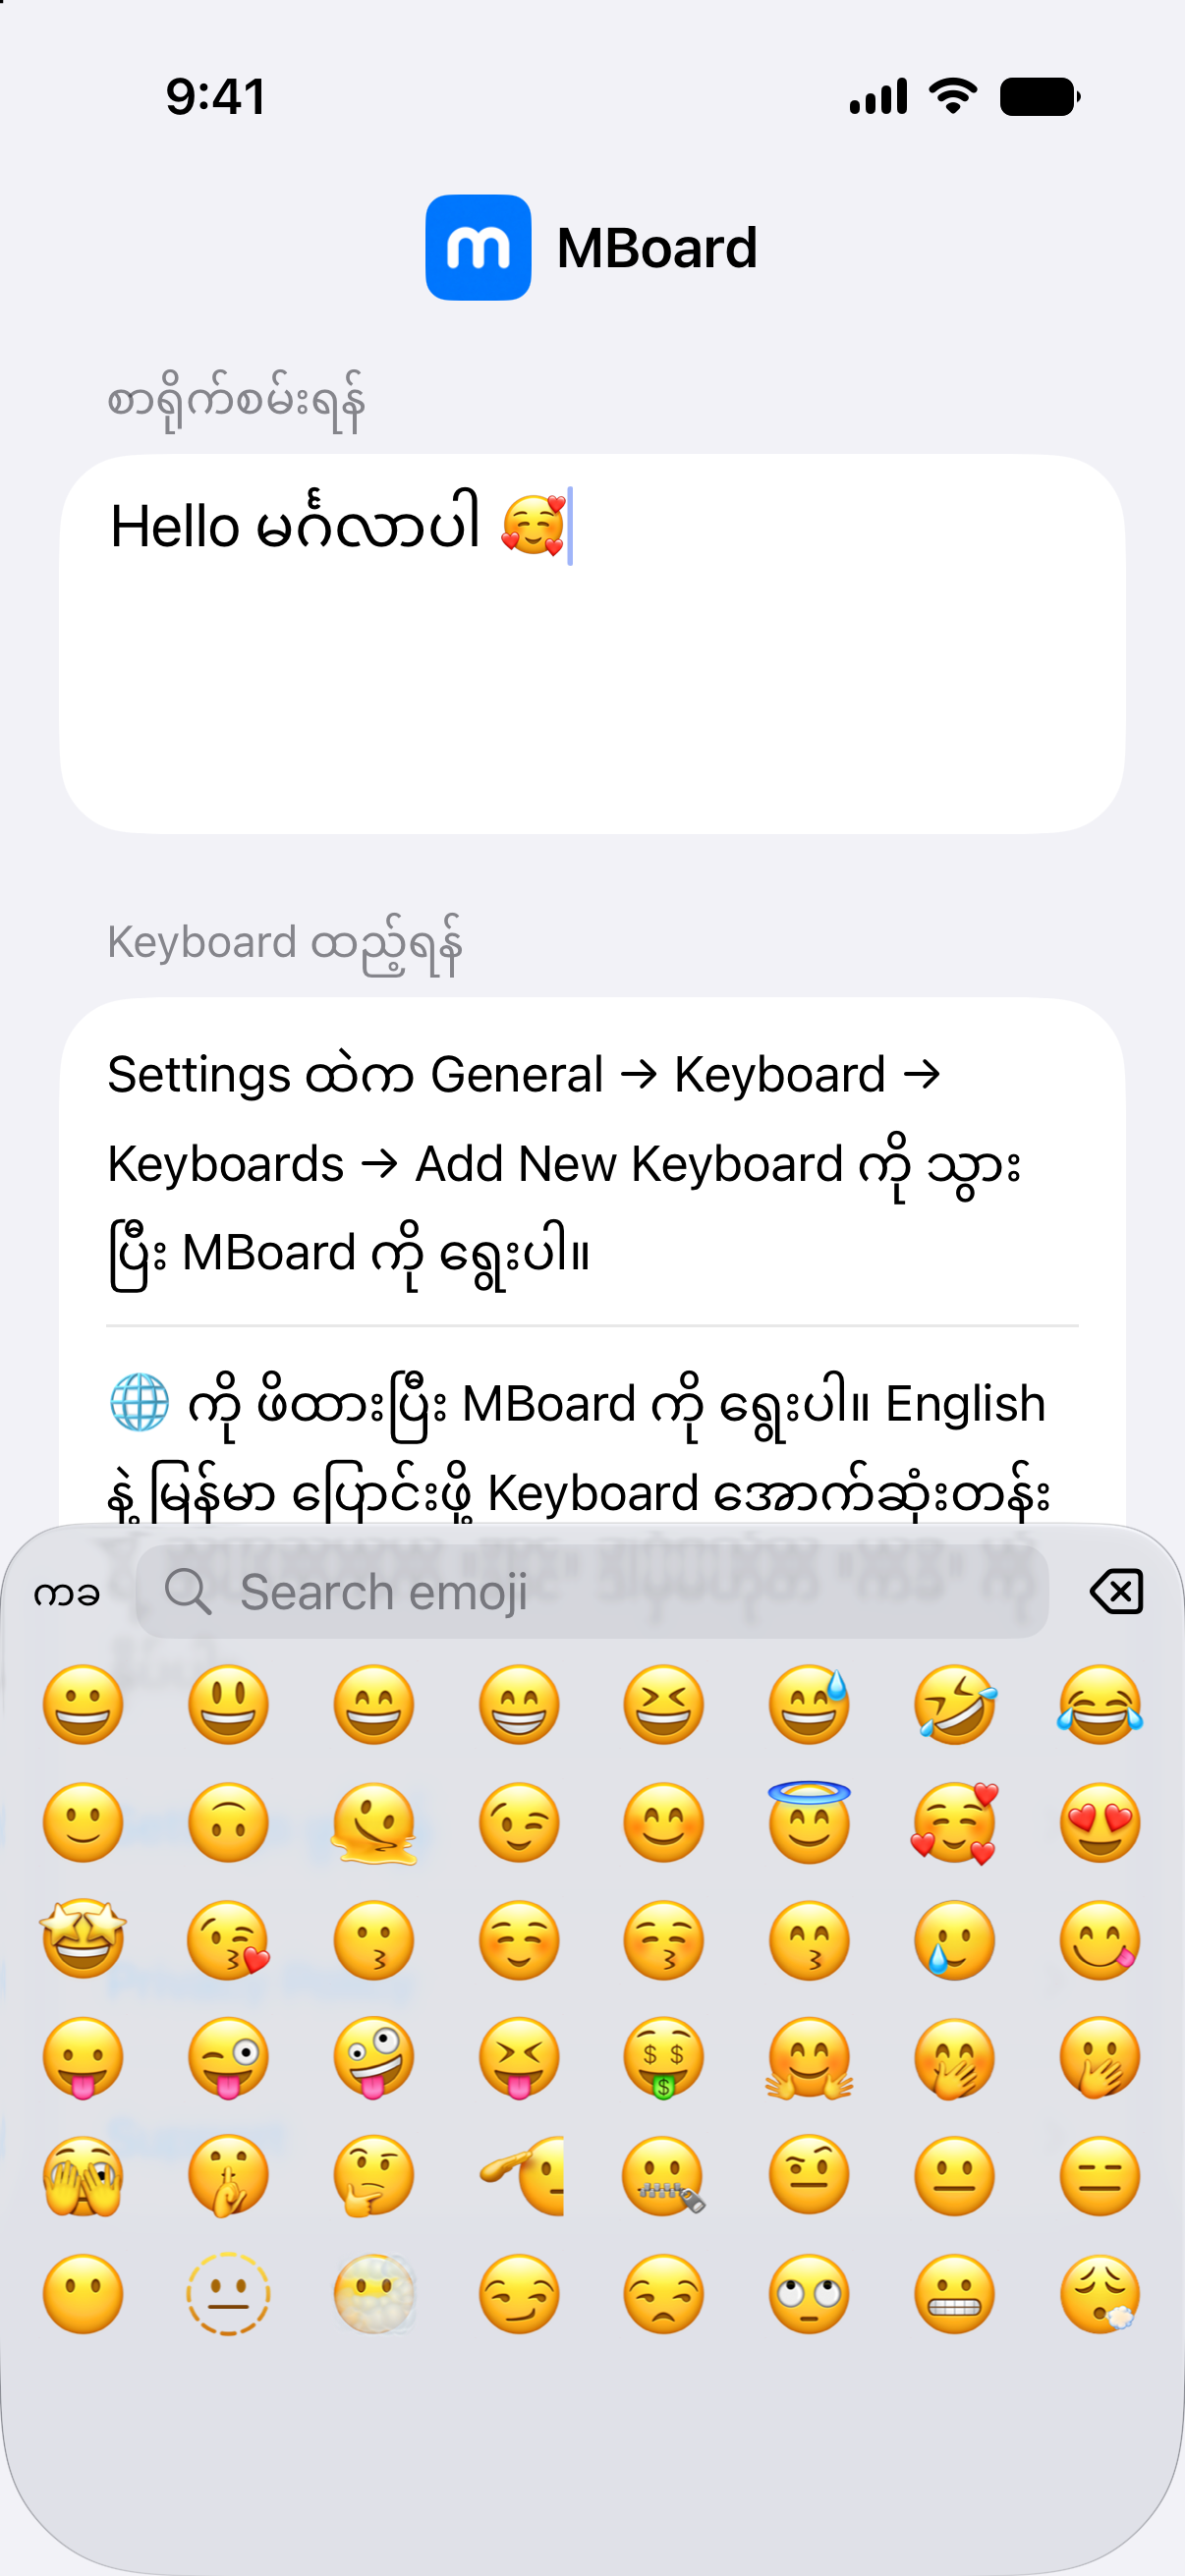 9:41
MBoard
စာရိုက်စမ်းရန်
Hello မင်္ဂလာပါ 🥰
Keyboard ထည့်ရန်
Settings ထဲက General → Keyboard →
Keyboards → Add New Keyboard ကို သွား
ပြီး MBoard ကို ရွေးပါ။
🌐 ကို ဖိထားပြီး MBoard ကို ရွေးပါ။ English
နဲ့ မြန်မာ ပြောင်းဖို့ Keyboard အောက်ဆုံးတန်း
ကခ
Search emoji